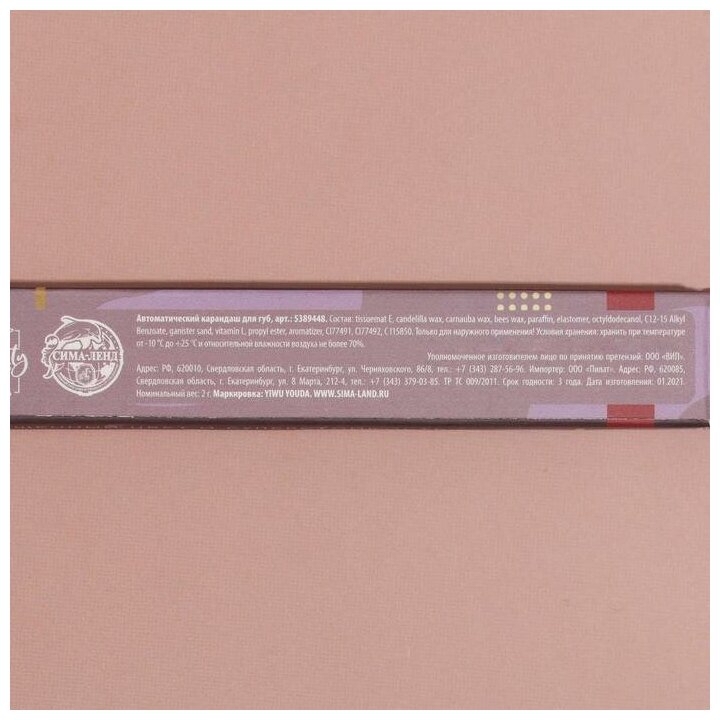 СИМА-ЛЕНД
Автоматический карандаш для губ, арт.: 5389448. Состав: tissoemat E, candelilla wax, carnauba wax, bees wax, paraffin, elastomer, octyldodecanol, C12-15 Alkyl
Benzoate, ganister sand, vitamin L, propyl ester, aromatizer, CI77491, CI77492, C 115850. Только для наружного применения! Условия хранения: хранить при температуре
от -10 °С до +25 °С и относительной влажности воздуха не более 70%.
Уполномоченное изготовителем лицо по принятию претензий: ООО «ВИП».
Адрес: РФ, 620010, Свердловская область, г. Екатеринбург, ул. Черняховского, 86/8, тел.: +7 (343) 287-56-96. Импортер: ООО «Пиват». Адрес: РФ, 620085,
Свердловская область, г. Екатеринбург, ул. 8 Марта, 212-4, тел.: +7 (343) 379-03-85. ТР ТС 009/2011. Срок годности: 3 года. Дата изготовления: 01.2021.
Номинальный вес: 2 г. Маркировка: YIWU YOUDA. WWW.SIMA-LAND.RU